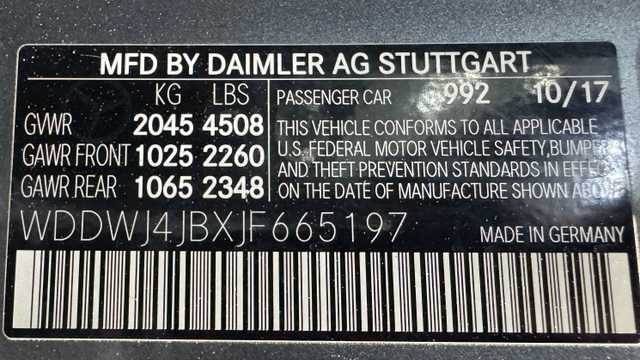 MFD BY DAIMLER AG STUTTGART
KG LBS PASSENGER CAR 992 10/17
GVWR 2045 4508 THIS VEHICLE CONFORMS TO ALL APPLICABLE
GAWR FRONT 1025 2260 U.S. FEDERAL MOTOR VEHICLE SAFETY, BUMPER
GAWR REAR 1065 2348 AND THEFT PREVENTION STANDARDS IN EFFECT
ON THE DATE OF MANUFACTURE SHOWN ABOVE
WDDWJ4JBXJF665197 MADE IN GERMANY